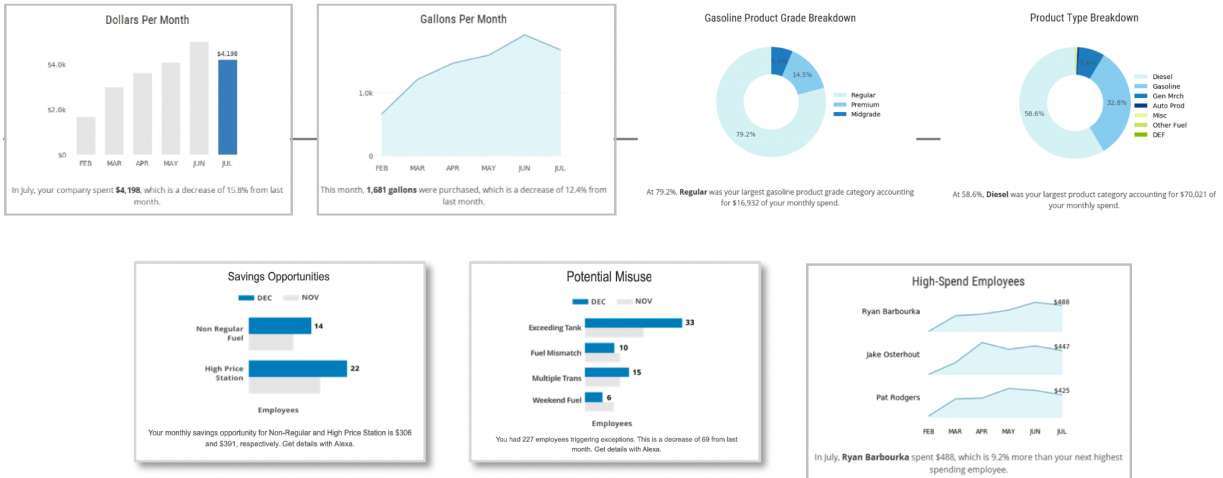 Dollars Per Month
$4.0k
$2.0k
$0
$4,198
FEB MAR APR MAY JUN JUL
In July, your company spent $4,198, which is a decrease of 15.8% from last
month.
Gallons Per Month
1.0k
0
FEB MAR APR MAY JUN JUL
This month, 1,681 gallons were purchased, which is a decrease of 12.4% from
last month.
Gasoline Product Grade Breakdown
14.5%
79.2%
Regular
Premium
Midgrade
At 79.2%, Regular was your largest gasoline product grade category accounting
for $16,932 of your monthly spend.
Product Type Breakdown
58.6%
32.8%
Diesel
Gasoline
Gen Mrch
Auto Prod
Misc
Other Fuel
DEF
At 58.6%, Diesel was your largest product category accounting for $70,021 of
your monthly spend.
Savings Opportunities
DEC NOV
Non Regular
Fuel
14
High Price
Station
22
Employees
Your monthly savings opportunity for Non-Regular and High Price Station is $306
and $391, respectively. Get details with Alexa.
Potential Misuse
DEC NOV
Exceeding Tank 33
Fuel Mismatch 10
Multiple Trans 15
Weekend Fuel 6
Employees
You had 227 employees triggering exceptions. This is a decrease of 69 from last
month. Get details with Alexa.
High-Spend Employees
Ryan Barbourka $488
Jake Osterhout $447
Pat Rodgers $425
FEB MAR APR MAY JUN JUL
In July, Ryan Barbourka spent $488, which is 9.2% more than your next highest
spending employee.